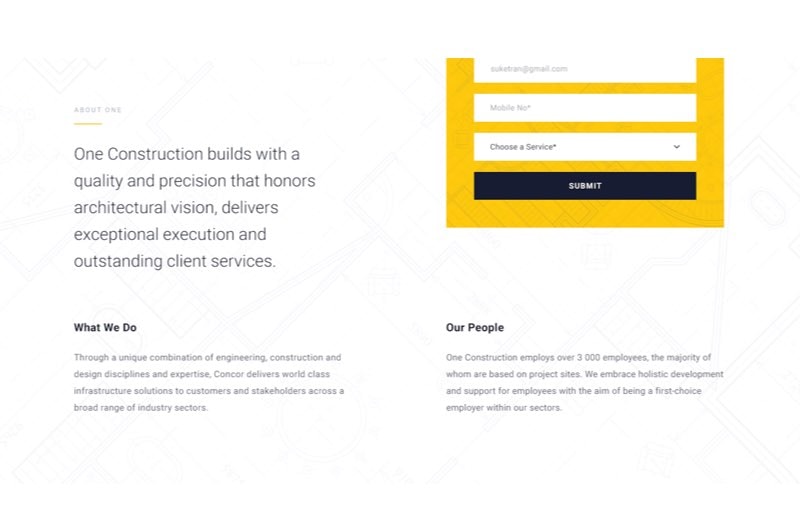 suketran@gmail.com
Mobile No*
Choose a Service*
SUBMIT
ABOUT ONE
One Construction builds with a
quality and precision that honors
architectural vision, delivers
exceptional execution and
outstanding client services.
What We Do
Through a unique combination of engineering, construction and
design disciplines and expertise, Concor delivers world class
infrastructure solutions to customers and stakeholders across a
broad range of industry sectors.
Our People
One Construction employs over 3 000 employees, the majority of
whom are based on project sites. We embrace holistic development
and support for employees with the aim of being a first-choice
employer within our sectors.